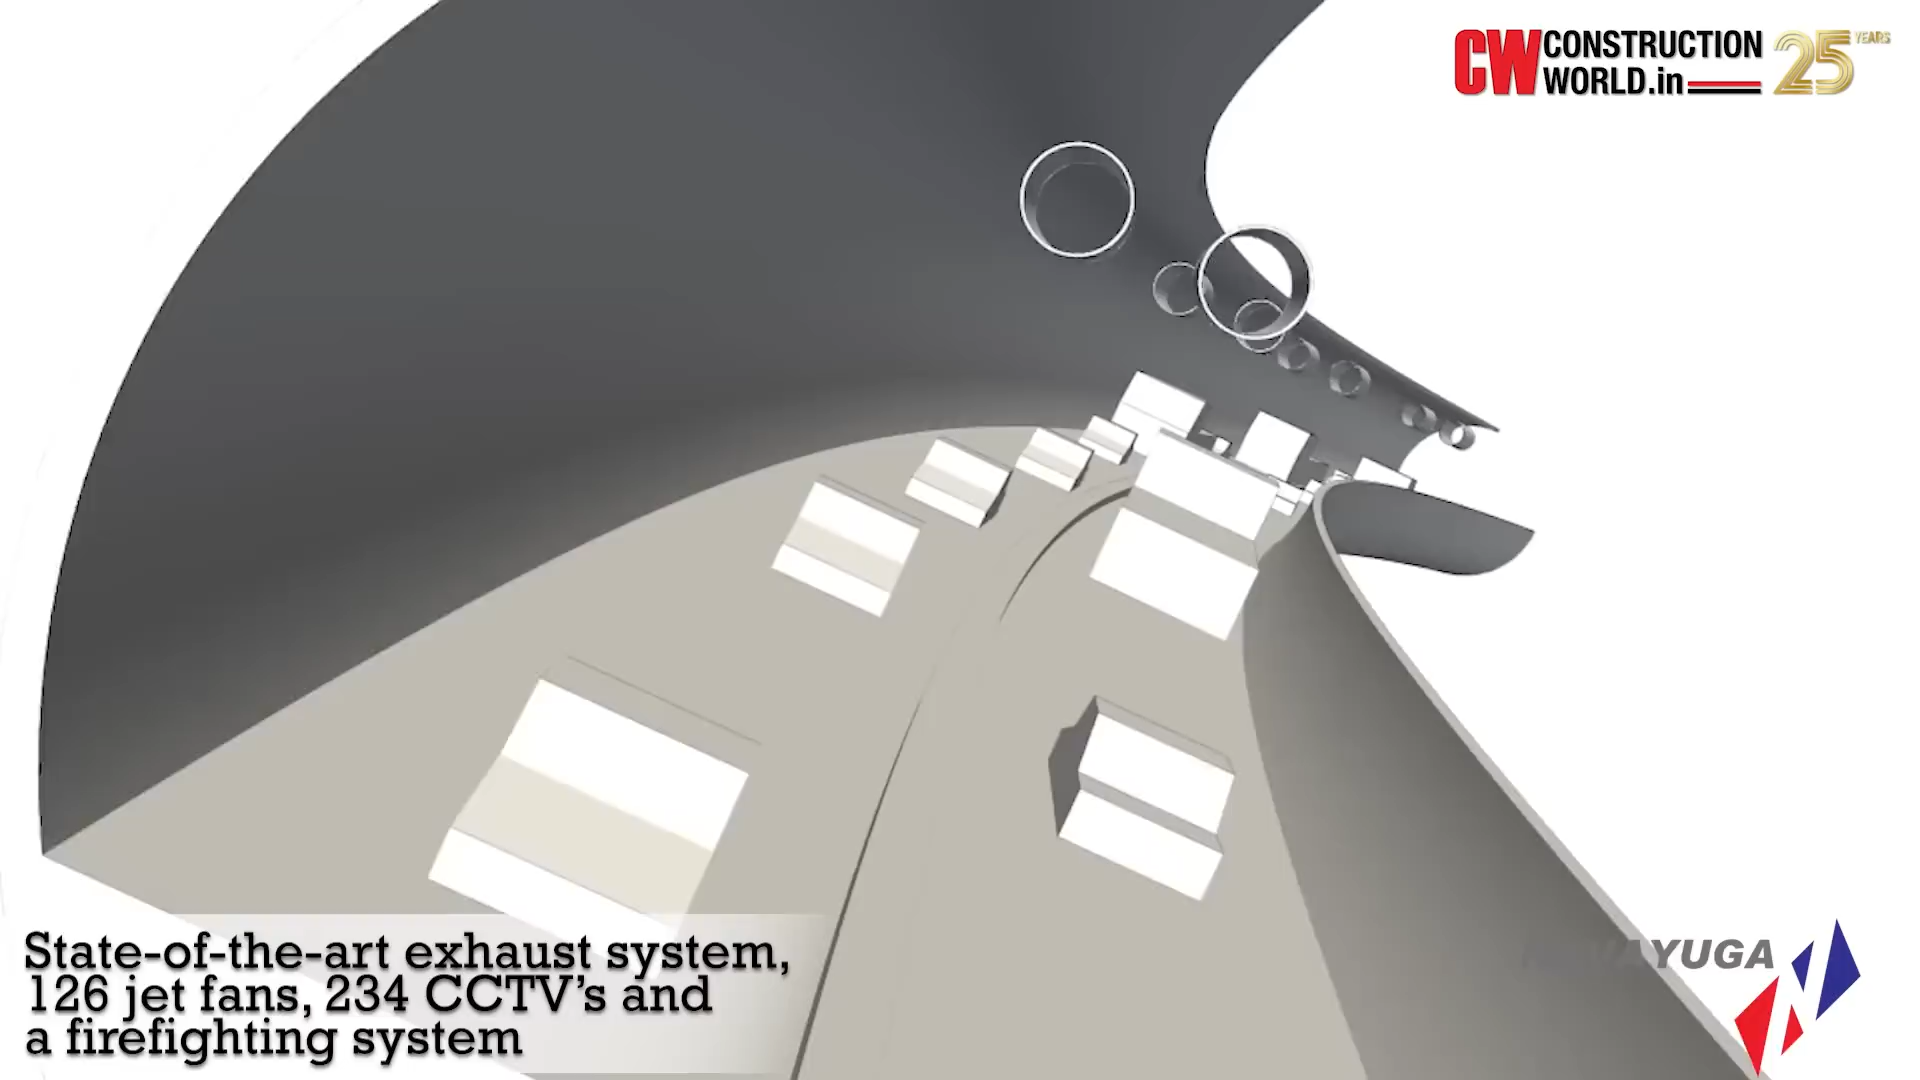 CW CONSTRUCTION
WORLD.in
25 YEARS
State-of-the-art exhaust system,
126 jet fans, 234 CCTV's and
a firefighting system
NAVAYUGA